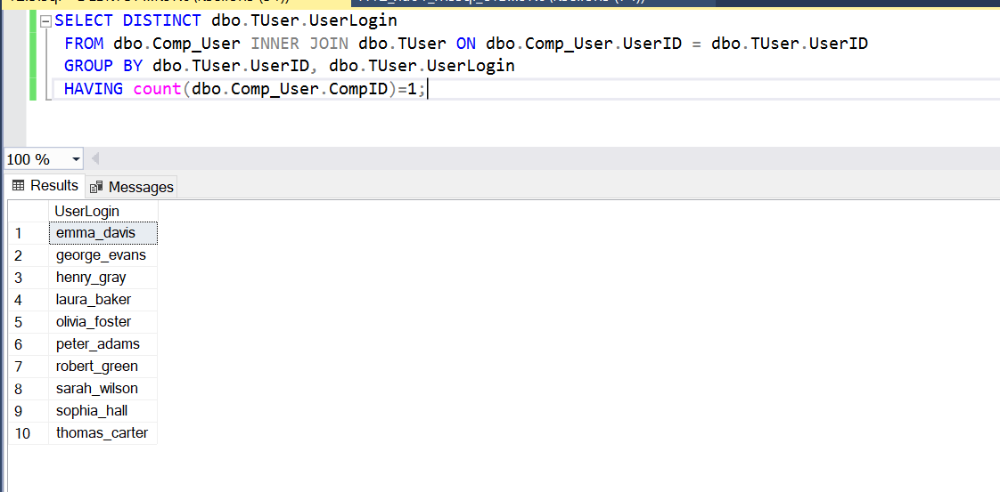 SELECT DISTINCT dbo.TUser.UserLogin
FROM dbo.Comp_User INNER JOIN dbo.TUser ON dbo.Comp_User.UserID = dbo.TUser.UserID
GROUP BY dbo.TUser.UserID, dbo.TUser.UserLogin
HAVING count(dbo.Comp_User.CompID)=1;
100 %
Results Messages
UserLogin
1 emma_davis
2 george_evans
3 henry_gray
4 laura_baker
5 olivia_foster
6 peter_adams
7 robert_green
8 sarah_wilson
9 sophia_hall
10 thomas_carter